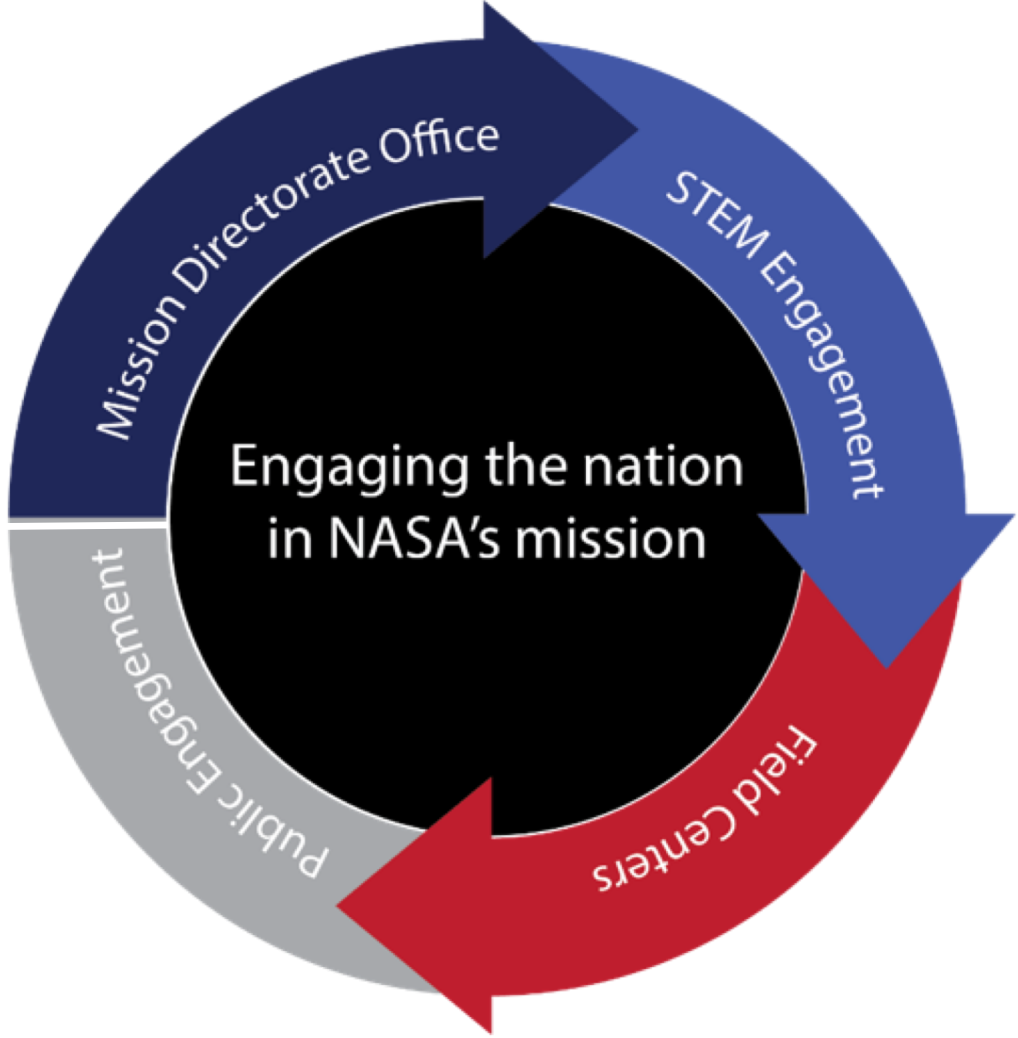 Mission Directorate Office
STEM Engagement
Engaging the nation
in NASA's mission
Field Centers
Public Engagement